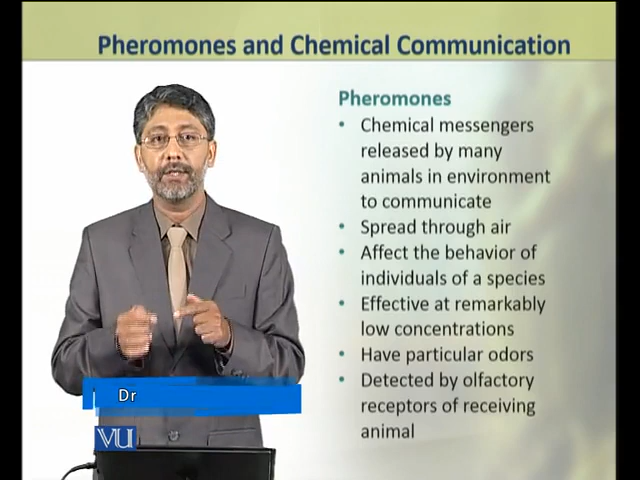 Pheromones and Chemical Communication
Pheromones
• Chemical messengers
released by many
animals in environment
to communicate
• Spread through air
• Affect the behavior of
individuals of a species
• Effective at remarkably
low concentrations
• Have particular odors
• Detected by olfactory
receptors of receiving
animal
Dr
VU